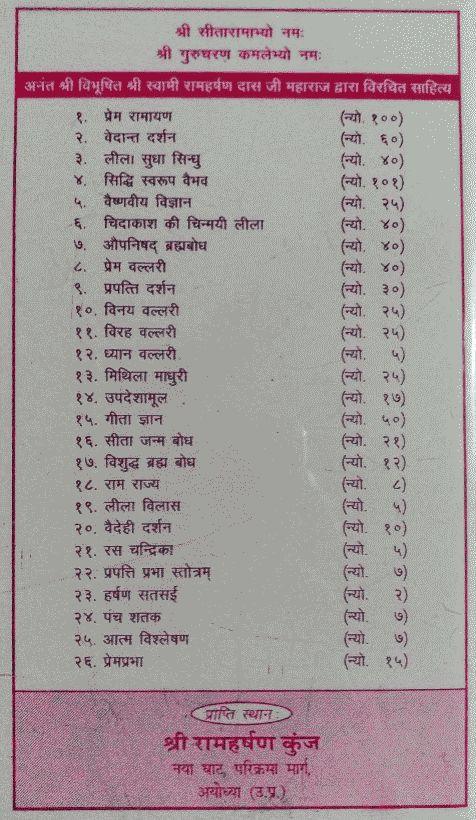 श्री सीतारामाभ्यो नमः
श्री गुरुचरण कमलेभ्यो नमः
अनंत श्री विभूषित श्री स्वामी रामहर्षण दास जी महाराज द्वारा विरचित साहित्य
१. प्रेम रामायण (न्यो. १००)
२. वेदान्त दर्शन (न्यो. ६०)
३. लीला सुधा सिन्धु (न्यो. ४०)
४. सिद्धि स्वरूप वैभव (न्यो. १०१)
५. वैष्णवीय विज्ञान (न्यो. २५)
६. चिदाकाश की चिन्मयी लीला (न्यो. ४०)
७. औपनिषद् ब्रह्मबोध (न्यो. ४०)
८. प्रेम वल्लरी (न्यो. ४०)
९. प्रपत्ति दर्शन (न्यो. ३०)
१०. विनय वल्लरी (न्यो. २५)
११. विरह वल्लरी (न्यो. २५)
१२. ध्यान वल्लरी (न्यो. ५)
१३. मिथिला माधुरी (न्यो. २५)
१४. उपदेशामूल (न्यो. १७)
१५. गीता ज्ञान (न्यो. ५०)
१६. सीता जन्म बोध (न्यो. २१)
१७. विशुद्ध ब्रह्म बोध (न्यो. १२)
१८. राम राज्य (न्यो. ८)
१९. लीला विलास (न्यो. ५)
२०. वैदेही दर्शन (न्यो. १०)
२१. रस चन्द्रिका (न्यो. ५)
२२. प्रपत्ति प्रभा स्तोत्रम् (न्यो. ७)
२३. हर्षण सतसई (न्यो. २)
२४. पंच शतक (न्यो. ७)
२५. आत्म विश्लेषण (न्यो. ७)
२६. प्रेमप्रभा (न्यो. १५)
प्राप्ति स्थान :
श्री रामहर्षण कुंज
नया घाट, परिक्रमा मार्ग,
अयोध्या (उ.प्र.)